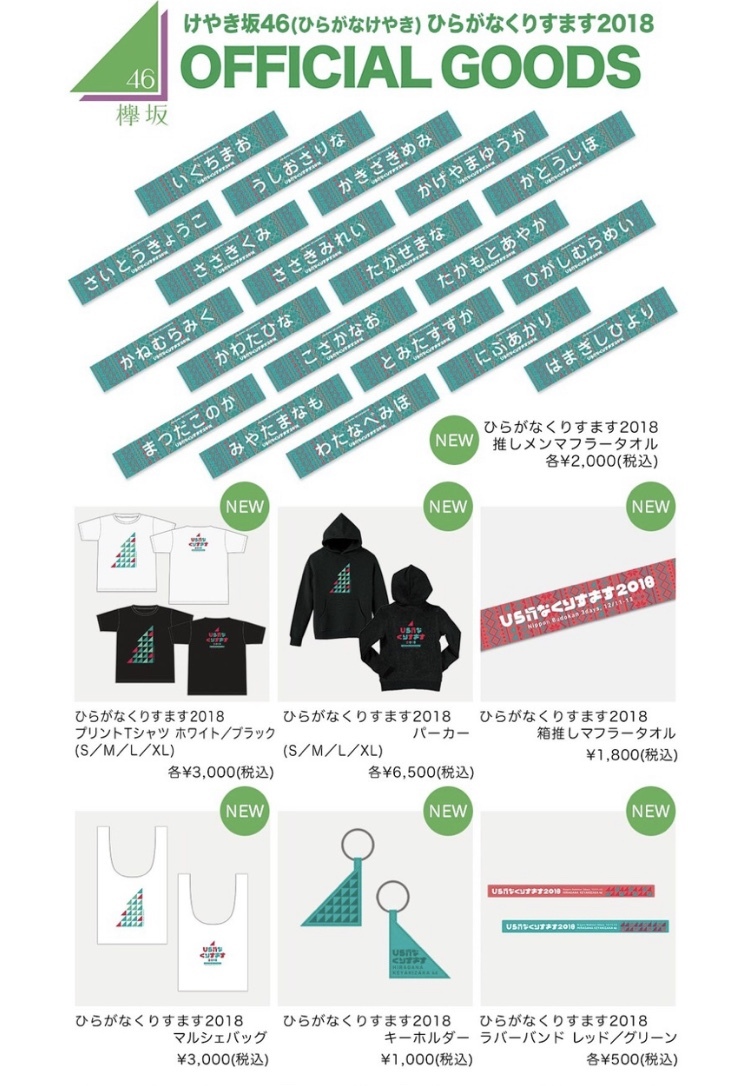 けやき坂46(ひらがなけやき) ひらがなくりすます2018
OFFICIAL GOODS
46
欅坂
いぐちまお
うしおさりな
かきざきめみ
かげやまゆうか
かとうしほ
さいとうきょうこ
ささきくみ
ささきみれい
たかせまな
たかもとあやか
ひがしむらめい
かねむらみく
かわたひな
こさかなお
とみたすずか
にぶあかり
はまぎしひより
まつだこのか
みやたまなも
わたなべみほ
NEW
ひらがなくりすます2018
推しメンマフラータオル
各¥2,000(税込)
NEW
ひらがなくりすます2018
プリントTシャツ ホワイト/ブラック
(S/M/L/XL)
各¥3,000(税込)
NEW
ひらがなくりすます2018
パーカー
(S/M/L/XL)
各¥6,500(税込)
NEW
ひらがなくりすます2018
Nippon Budokan 3days, 12/11-13
ひらがなくりすます2018
箱推しマフラータオル
¥1,800(税込)
NEW
ひらがなくりすます2018
マルシェバッグ
¥3,000(税込)
NEW
ひらがな
くりすます
HIRAGANA
KEYAKIZAKA46
ひらがなくりすます2018
キーホルダー
¥1,000(税込)
NEW
ひらがなくりすます2018
ひらがなくりすます2018
ひらがなくりすます2018
ラバーバンド レッド/グリーン
各¥500(税込)